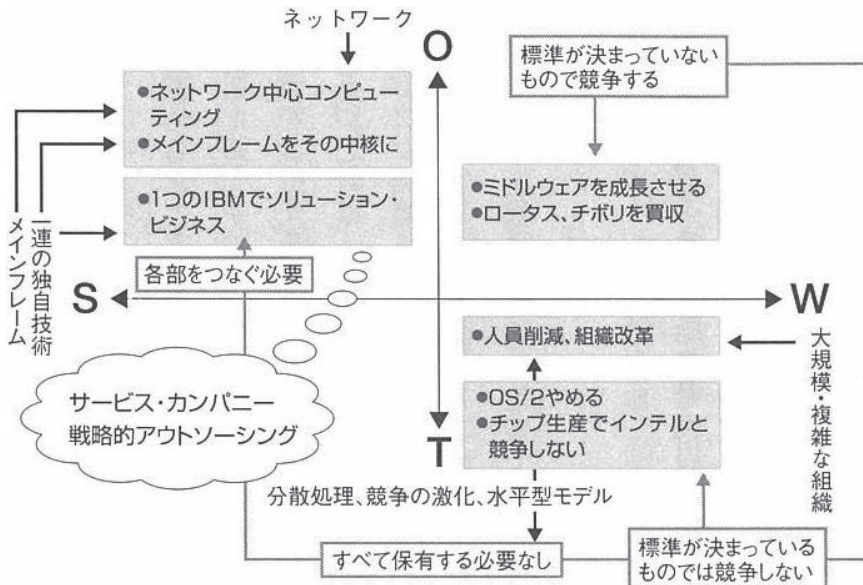 ネットワーク
O
標準が決まっていない
もので競争する
●ネットワーク中心コンピュー
ティング
●メインフレームをその中核に
●1つのIBMでソリューション・
ビジネス
●ミドルウェアを成長させる
●ロータス、チボリを買収
一連の独自技術
メインフレーム
各部をつなぐ必要
S
W
●人員削減、組織改革
大規模・複雑な組織
サービス・カンパニー
戦略的アウトソーシング
●OS/2やめる
●チップ生産でインテルと
競争しない
T
分散処理、競争の激化、水平型モデル
すべて保有する必要なし
標準が決まっている
ものでは競争しない